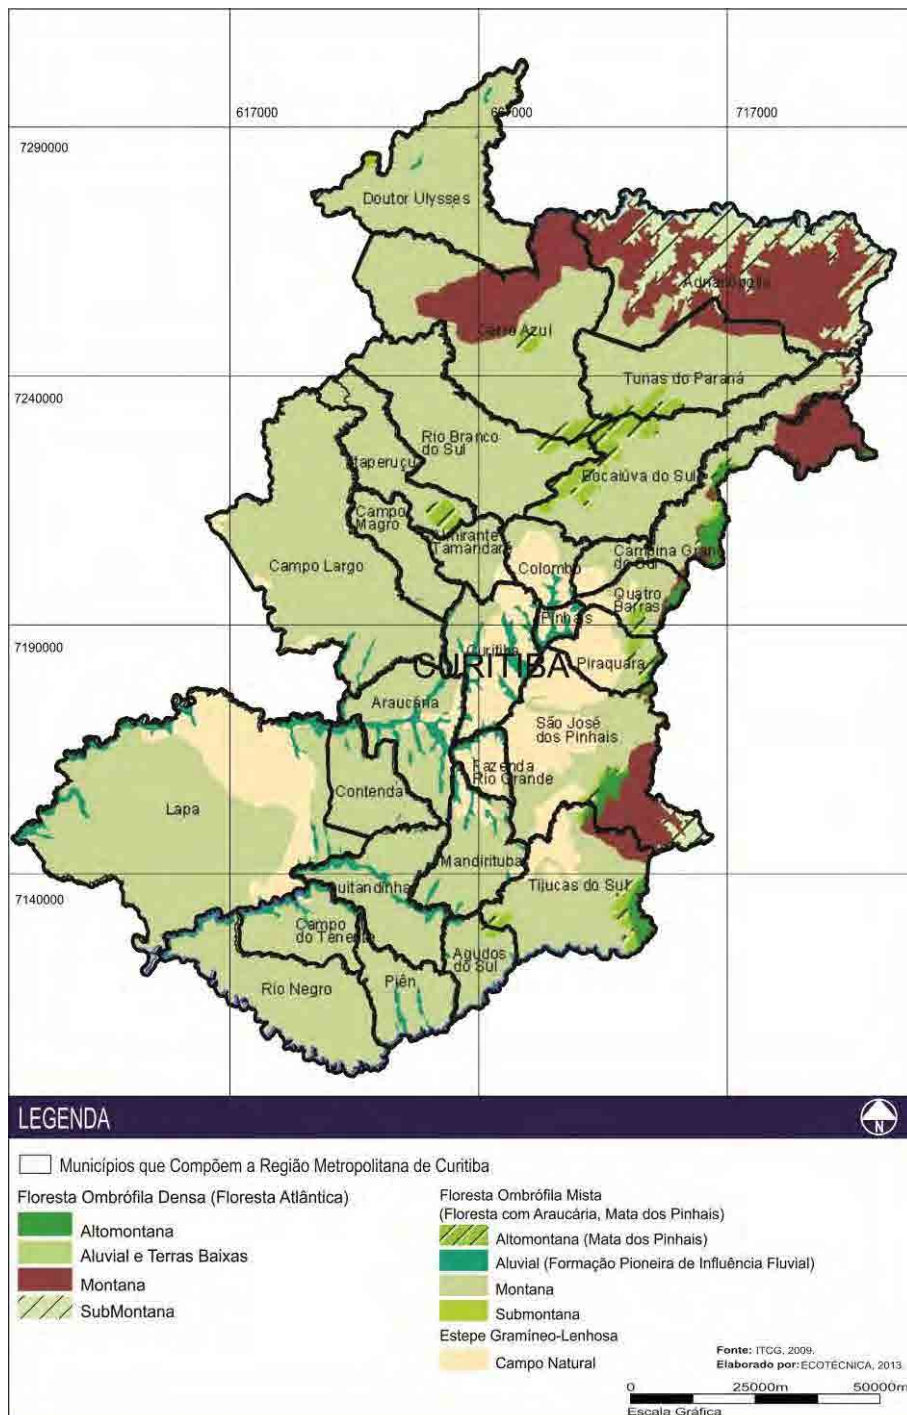 617000
667000
717000
7290000
Doutor Ulysses
Adrianópolis
Cerro Azul
Tunas do Paraná
7240000
Rio Branco
do Sul
Itaperuçu
Bocaiúva do Sul
Campo
Magro
Almirante
Tamandaré
Campina Grande
do Sul
Campo Largo
Colombo
Quatro
Barras
Pinhais
7190000
Curitiba
CURITIBA
Piraquara
Araucária
São José
dos Pinhais
Fazenda
Rio Grande
Contenda
Lapa
Mandirituba
7140000
Quitandinha
Tijucas do Sul
Campo
do Tenente
Agudos
do Sul
Piên
Rio Negro
LEGENDA
N
Municípios que Compõem a Região Metropolitana de Curitiba
Floresta Ombrófila Densa (Floresta Atlântica)
Altomontana
Aluvial e Terras Baixas
Montana
SubMontana
Floresta Ombrófila Mista
(Floresta com Araucária, Mata dos Pinhais)
Altomontana (Mata dos Pinhais)
Aluvial (Formação Pioneira de Influência Fluvial)
Montana
Submontana
Estepe Gramíneo-Lenhosa
Campo Natural
Fonte: ITCG, 2009.
Elaborado por: ECOTÉCNICA, 2013.
0 25000m 50000m
Escala Gráfica